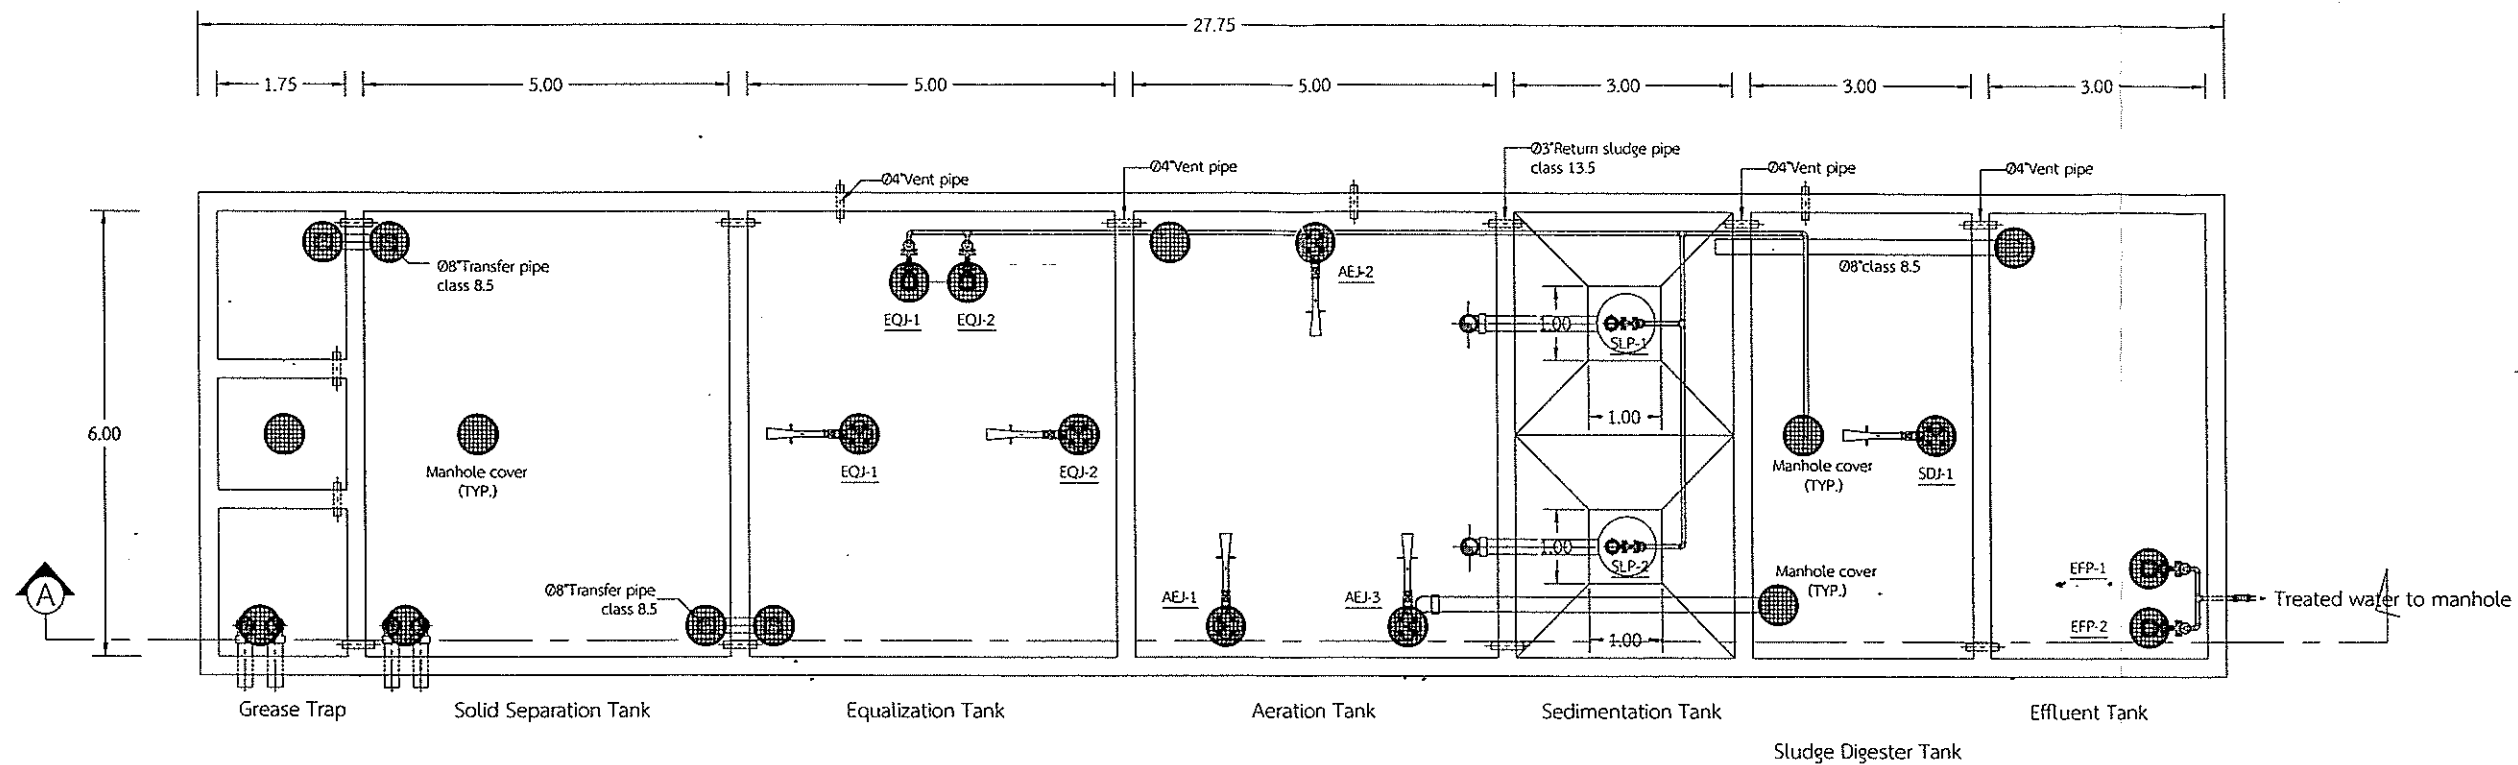 27.75
1.75
5.00
5.00
5.00
3.00
3.00
3.00
Ø4"Vent pipe
Ø4"Vent pipe
Ø3"Return sludge pipe
class 13.5
Ø4"Vent pipe
Ø4"Vent pipe
Ø8"Transfer pipe
class 8.5
Ø8"class 8.5
AEJ-2
EQJ-1
EQJ-2
1.00
SLP-1
1.00
6.00
Manhole cover
(TYP.)
EQJ-1
EQJ-2
Manhole cover
(TYP.)
SDJ-1
1.00
SLP-2
Ø8"Transfer pipe
class 8.5
AEJ-1
AEJ-3
Manhole cover
(TYP.)
EFP-1
EFP-2
A
Treated water to manhole
1.00
Grease Trap
Solid Separation Tank
Equalization Tank
Aeration Tank
Sedimentation Tank
Effluent Tank
Sludge Digester Tank